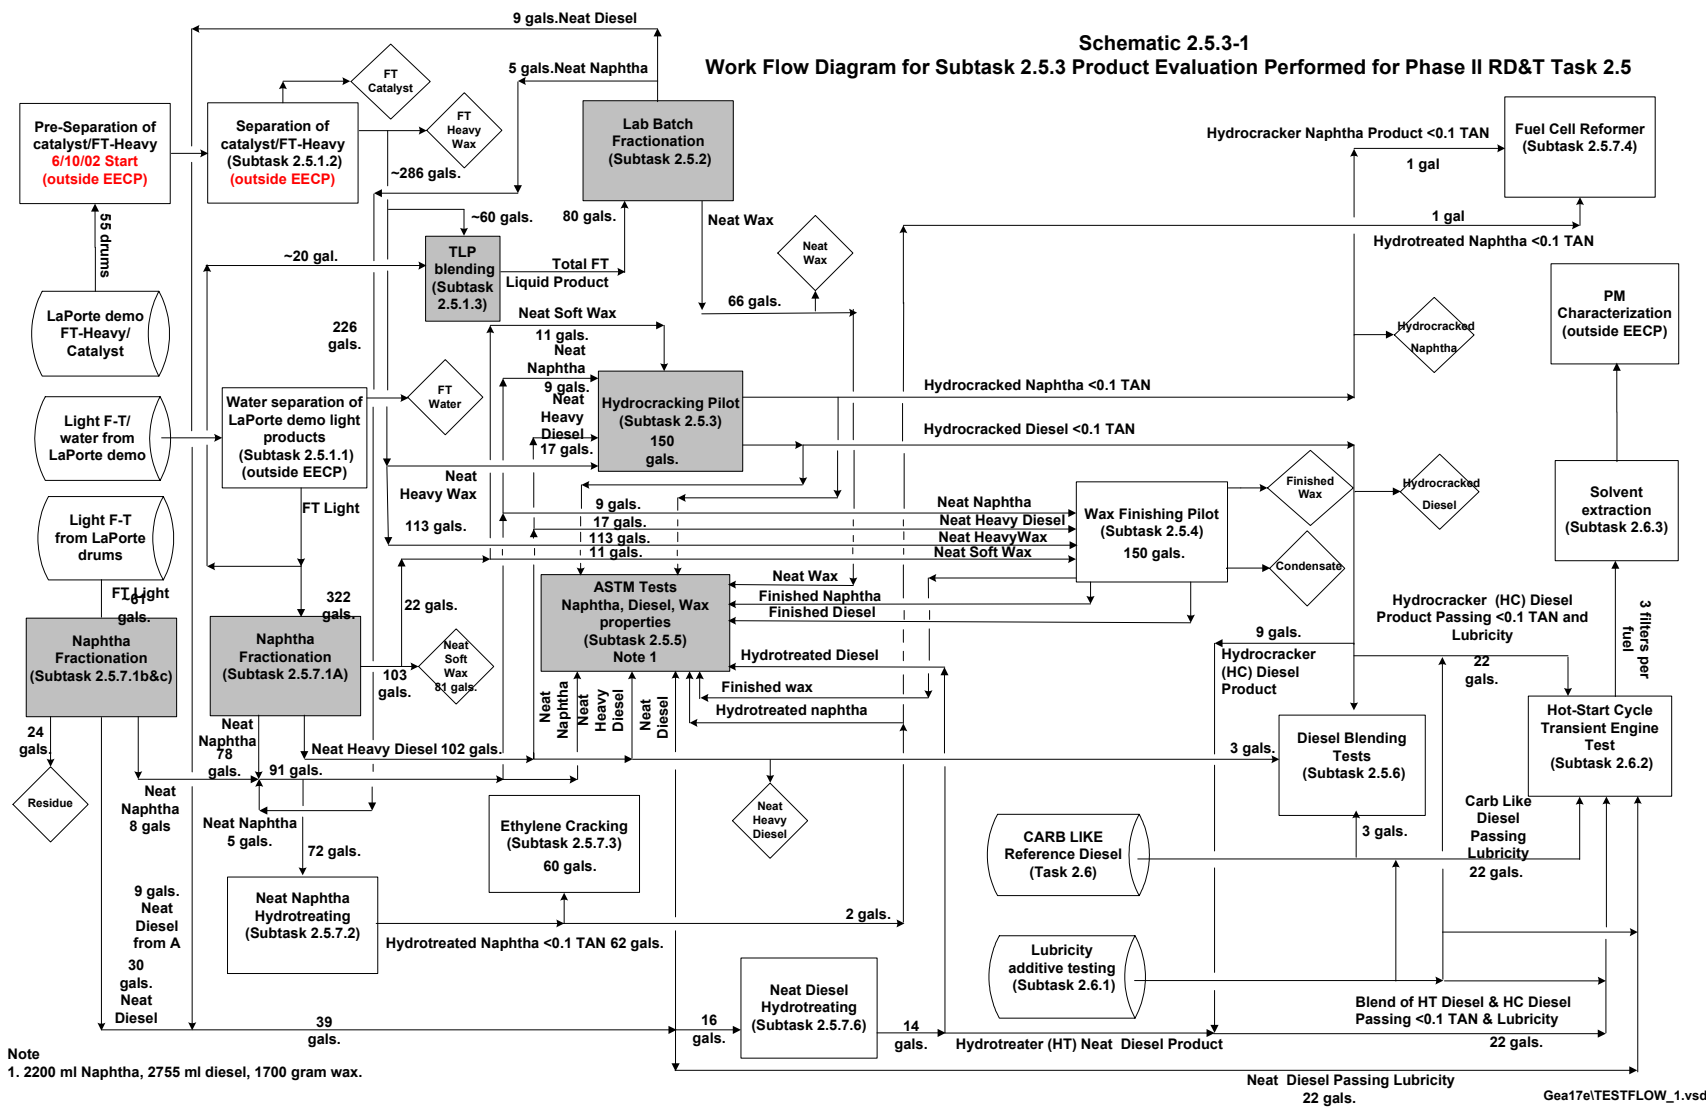 9 gals.Neat Diesel
Schematic 2.5.3-1
Work Flow Diagram for Subtask 2.5.3 Product Evaluation Performed for Phase II RD&T Task 2.5
5 gals.Neat Naphtha
FT
Catalyst
FT
Heavy
Wax
Pre-Separation of
catalyst/FT-Heavy
6/10/02 Start
(outside EECP)
Separation of
catalyst/FT-Heavy
(Subtask 2.5.1.2)
(outside EECP)
Lab Batch
Fractionation
(Subtask 2.5.2)
Hydrocracker Naphtha Product <0.1 TAN
1 gal
Fuel Cell Reformer
(Subtask 2.5.7.4)
~286 gals.
~60 gals.
80 gals.
Neat Wax
1 gal
Hydrotreated Naphtha <0.1 TAN
55 drums
~20 gal.
TLP
blending
(Subtask
2.5.1.3)
Total FT
Liquid Product
Neat
Wax
66 gals.
LaPorte demo
FT-Heavy/
Catalyst
226
gals.
Neat Soft Wax
11 gals.
Neat
Naphtha
9 gals.
Neat
Heavy
Diesel
17 gals.
PM
Characterization
(outside EECP)
Hydrocracked
Naphtha
FT
Water
Water separation of
LaPorte demo light
products
(Subtask 2.5.1.1)
(outside EECP)
Hydrocracking Pilot
(Subtask 2.5.3)
150
gals.
Hydrocracked Naphtha <0.1 TAN
Hydrocracked Diesel <0.1 TAN
Light F-T/
water from
LaPorte demo
Neat
Heavy Wax
113 gals.
FT Light
Finished
Wax
Hydrocracked
Diesel
Solvent
extraction
(Subtask 2.6.3)
9 gals.
Neat Naphtha
17 gals.
Neat Heavy Diesel
113 gals.
Neat HeavyWax
11 gals.
Neat Soft Wax
Wax Finishing Pilot
(Subtask 2.5.4)
150 gals.
Condensate
Light F-T
from LaPorte
drums
FT Light
~61
gals.
322
gals.
22 gals.
ASTM Tests
Naphtha, Diesel, Wax
properties
(Subtask 2.5.5)
Note 1
Neat Wax
Finished Naphtha
Finished Diesel
Hydrotreated Diesel
Finished wax
Hydrotreated naphtha
Hydrocracker (HC) Diesel
Product Passing <0.1 TAN and
Lubricity
22
gals.
3 filters per
fuel
9 gals.
Hydrocracker
(HC) Diesel
Product
Naphtha
Fractionation
(Subtask 2.5.7.1b&c)
Naphtha
Fractionation
(Subtask 2.5.7.1A)
103
gals.
Neat
Soft
Wax
81 gals.
Neat
Naphtha
Neat
Heavy
Diesel
Neat
Diesel
24
gals.
Residue
Neat
Naphtha
78
gals.
Neat Heavy Diesel 102 gals.
91 gals.
3 gals.
Diesel Blending
Tests
(Subtask 2.5.6)
Hot-Start Cycle
Transient Engine
Test
(Subtask 2.6.2)
Neat
Naphtha
8 gals
Neat Naphtha
5 gals.
72 gals.
Ethylene Cracking
(Subtask 2.5.7.3)
60 gals.
Neat
Heavy
Diesel
CARB LIKE
Reference Diesel
(Task 2.6)
3 gals.
Carb Like
Diesel
Passing
Lubricity
22 gals.
9 gals.
Neat
Diesel
from A
Neat Naphtha
Hydrotreating
(Subtask 2.5.7.2)
Hydrotreated Naphtha <0.1 TAN 62 gals.
2 gals.
30
gals.
Neat
Diesel
Lubricity
additive testing
(Subtask 2.6.1)
39
gals.
16
gals.
Neat Diesel
Hydrotreating
(Subtask 2.5.7.6)
14
gals.
Hydrotreater (HT) Neat Diesel Product
Blend of HT Diesel & HC Diesel
Passing <0.1 TAN & Lubricity
22 gals.
Neat Diesel Passing Lubricity
22 gals.
Note
1. 2200 ml Naphtha, 2755 ml diesel, 1700 gram wax.
Gea17e\TESTFLOW_1.vsd